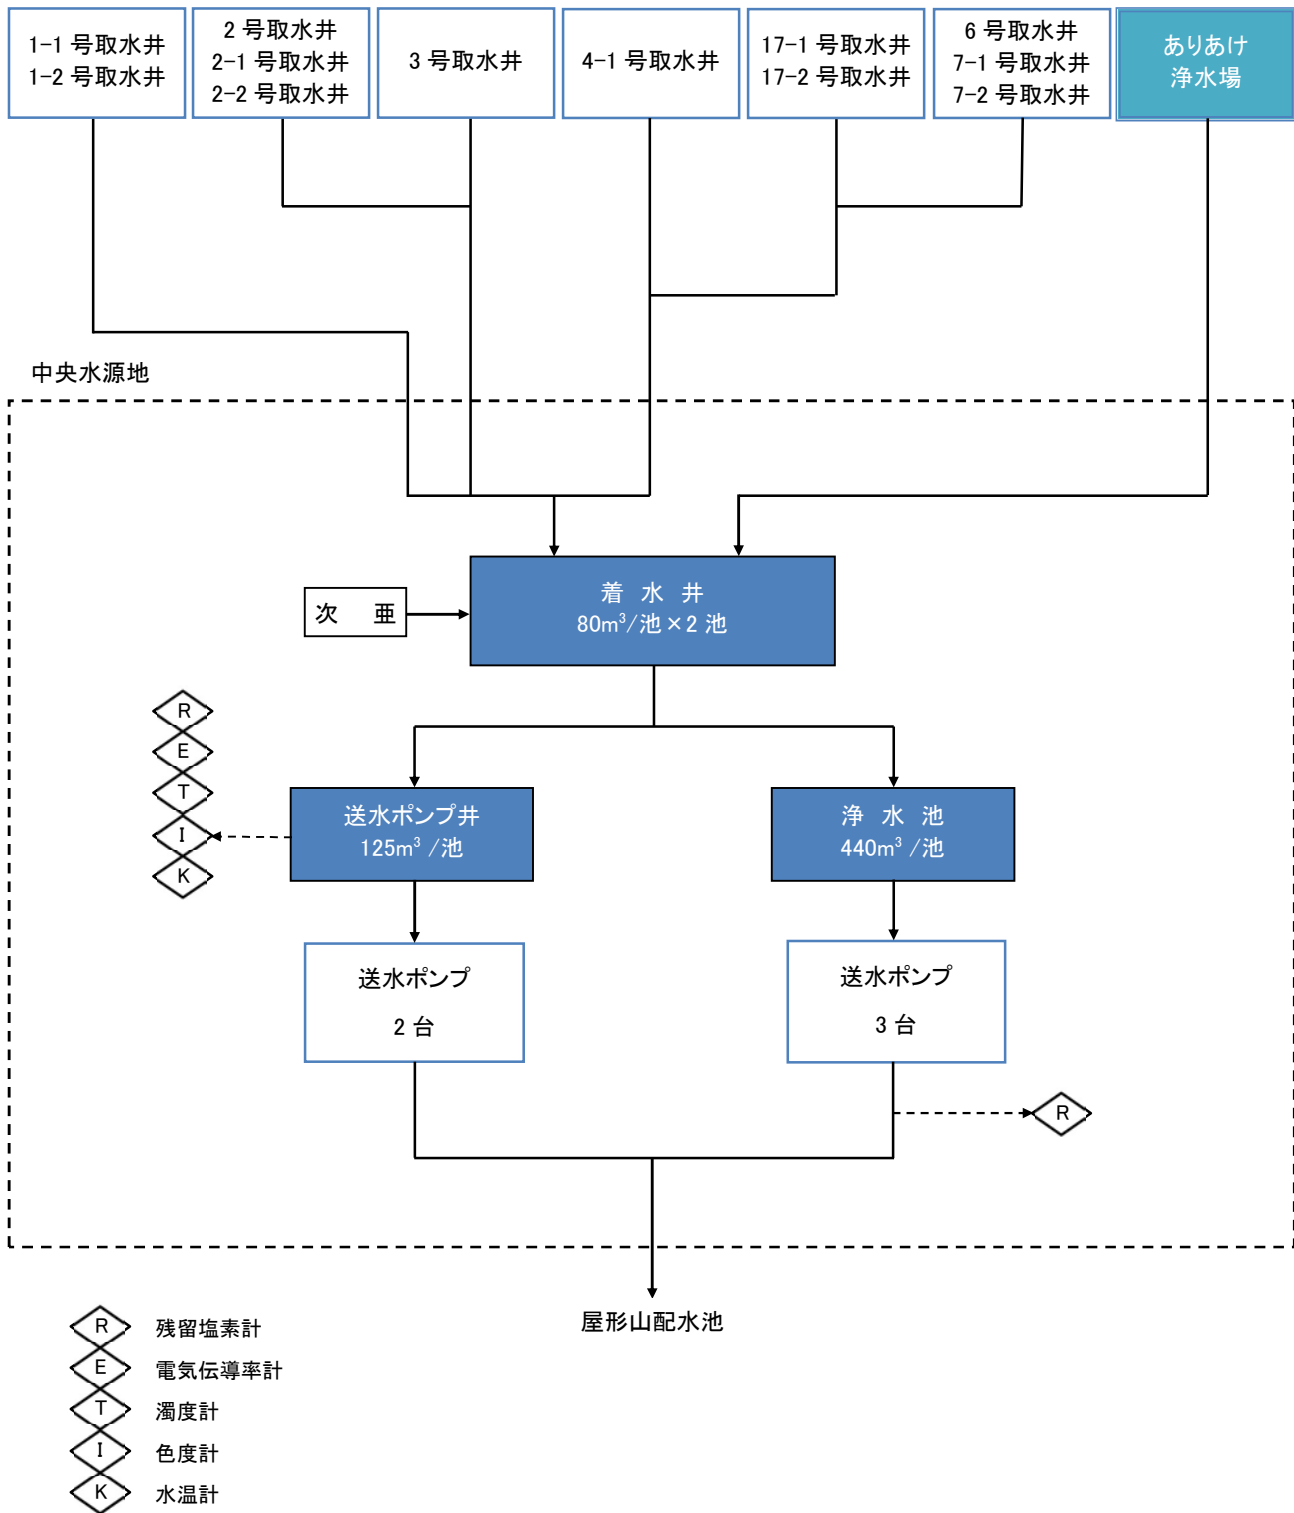 1-1 号取水井
1-2 号取水井
2 号取水井
2-1 号取水井
2-2 号取水井
3 号取水井
4-1 号取水井
17-1 号取水井
17-2 号取水井
6 号取水井
7-1 号取水井
7-2 号取水井
ありあけ
浄水場
中央水源地
着 水 井
80m³/池×2 池
次 亜
R
E
T
I
K
送水ポンプ井
125m³ /池
浄 水 池
440m³ /池
送水ポンプ
2 台
送水ポンプ
3 台
R
屋形山配水池
R 残留塩素計
E 電気伝導率計
T 濁度計
I 色度計
K 水温計